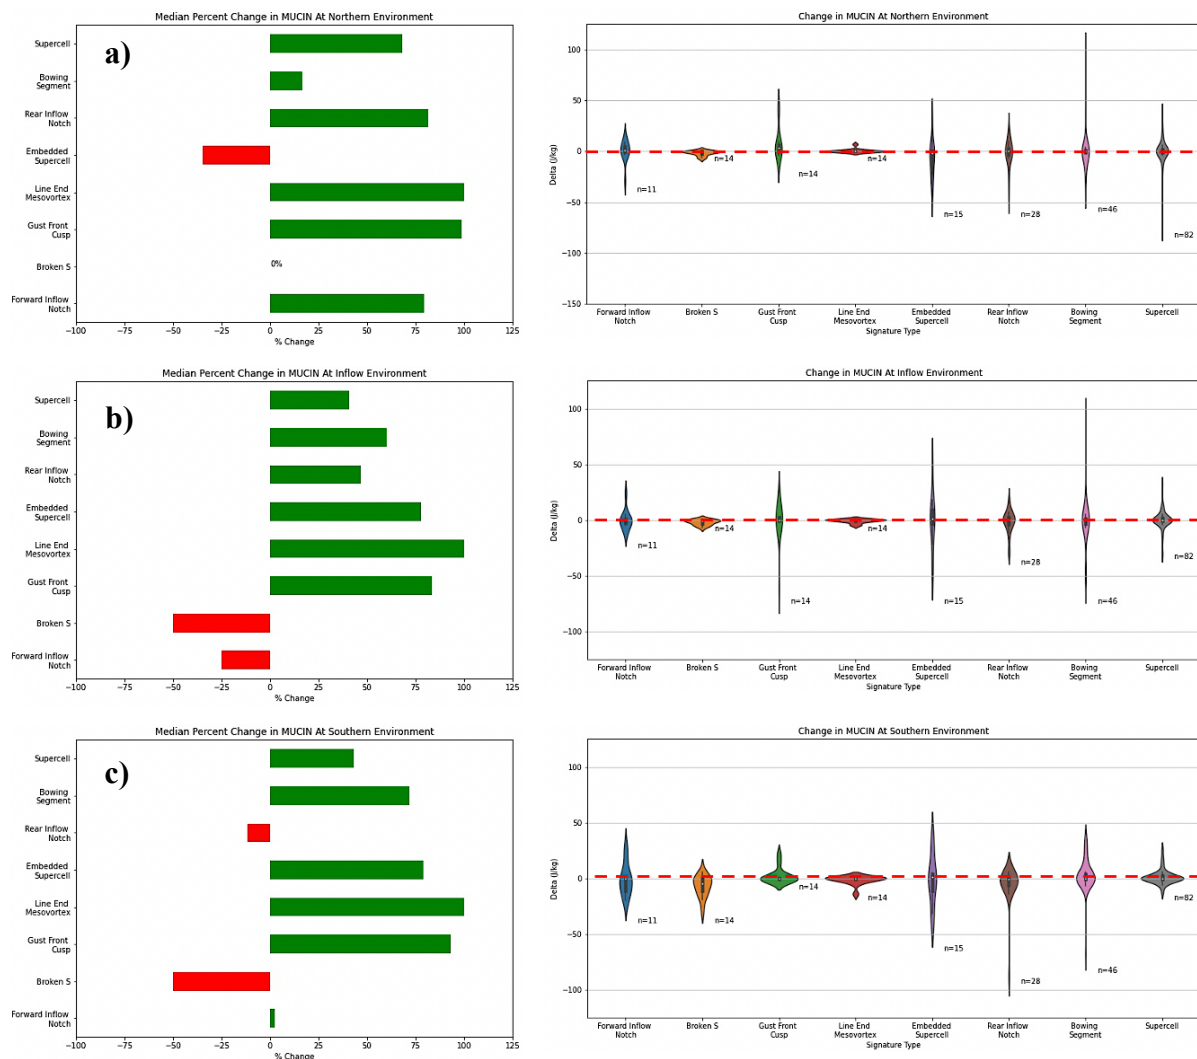 Median Percent Change in MUCIN At Northern Environment
a)
Supercell
Bowing
Segment
Rear Inflow
Notch
Embedded
Supercell
Line End
Mesovortex
Gust Front
Cusp
Broken S
0%
Forward Inflow
Notch
−100 −75 −50 −25 0 25 50 75 100 125
% Change
Change in MUCIN At Northern Environment
Delta (J/kg)
100
50
0
−50
−100
−150
n=11
n=14
n=14
n=14
n=15
n=28
n=46
n=82
Forward Inflow Broken S Gust Front Line End Embedded Rear Inflow Bowing Supercell
Notch Cusp Mesovortex Supercell Notch Segment
Signature Type
Median Percent Change in MUCIN At Inflow Environment
b)
Supercell
Bowing
Segment
Rear Inflow
Notch
Embedded
Supercell
Line End
Mesovortex
Gust Front
Cusp
Broken S
Forward Inflow
Notch
−100 −75 −50 −25 0 25 50 75 100 125
% Change
Change in MUCIN At Inflow Environment
Delta (J/kg)
100
50
0
−50
−100
n=11
n=14
n=14
n=14
n=15
n=28
n=46
n=82
Forward Inflow Broken S Gust Front Line End Embedded Rear Inflow Bowing Supercell
Notch Cusp Mesovortex Supercell Notch Segment
Signature Type
Median Percent Change in MUCIN At Southern Environment
c)
Supercell
Bowing
Segment
Rear Inflow
Notch
Embedded
Supercell
Line End
Mesovortex
Gust Front
Cusp
Broken S
Forward Inflow
Notch
−100 −75 −50 −25 0 25 50 75 100 125
% Change
Change in MUCIN At Southern Environment
Delta (J/kg)
100
50
0
−50
−100
n=11
n=14
n=14
n=14
n=15
n=28
n=46
n=82
Forward Inflow Broken S Gust Front Line End Embedded Rear Inflow Bowing Supercell
Notch Cusp Mesovortex Supercell Notch Segment
Signature Type